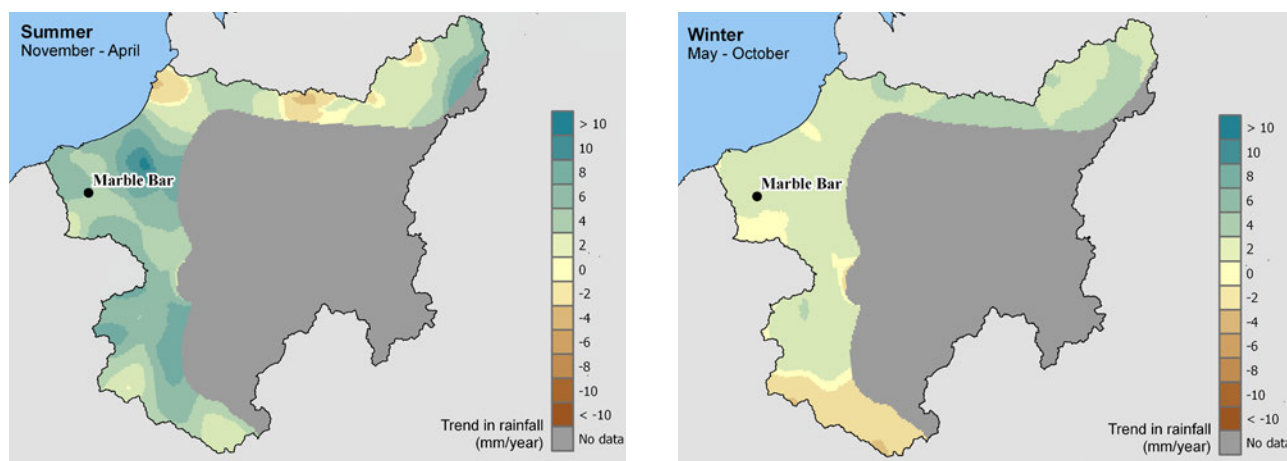 Summer
November - April
Marble Bar
> 10
10
8
6
4
2
0
-2
-4
-6
-8
-10
< -10
No data
Trend in rainfall
(mm/year)
Winter
May - October
Marble Bar
> 10
10
8
6
4
2
0
-2
-4
-6
-8
-10
< -10
No data
Trend in rainfall
(mm/year)